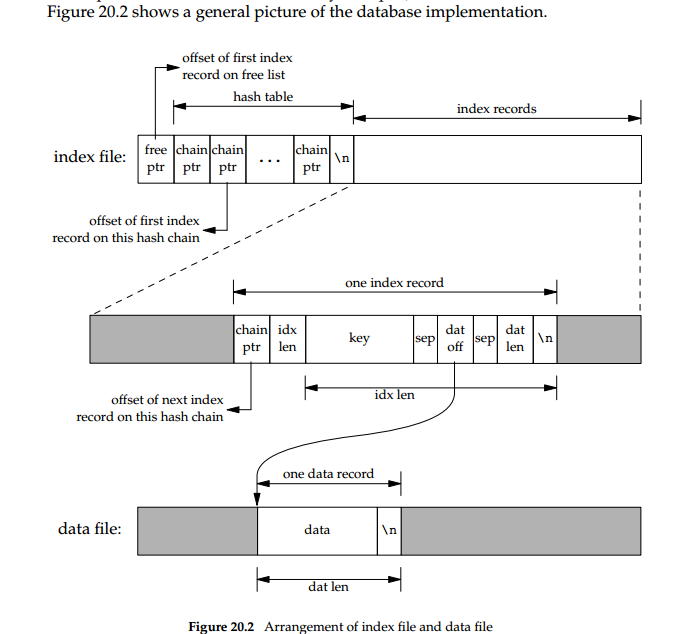 Figure 20.2 shows a general picture of the database implementation.
offset of first index
record on free list
hash table
index records
index file:
free
ptr
chain
ptr
chain
ptr
...
chain
ptr
\n
offset of first index
record on this hash chain
one index record
chain
ptr
idx
len
key
sep
dat
off
sep
dat
len
\n
offset of next index
record on this hash chain
idx len
one data record
data file:
data
\n
dat len
Figure 20.2 Arrangement of index file and data file